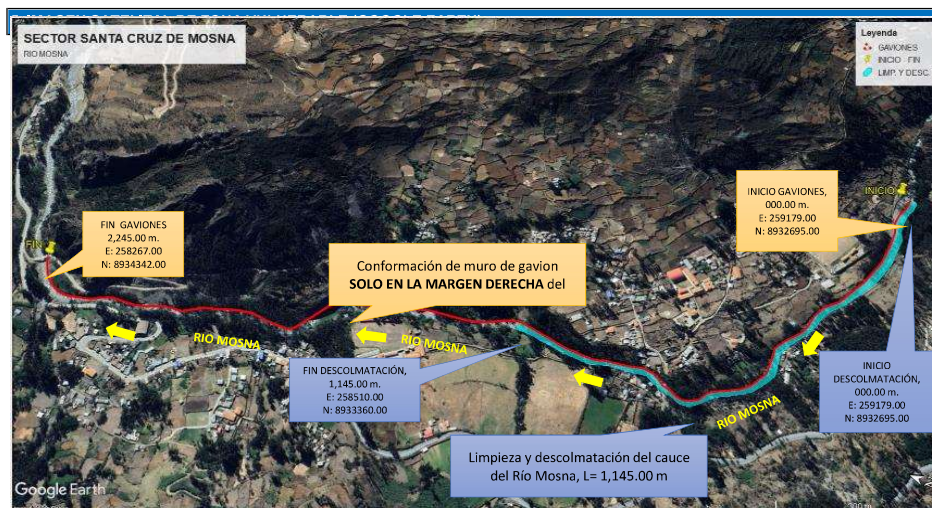 SECTOR SANTA CRUZ DE MOSNA
RIO MOSNA
Leyenda
GAVIONES
INICIO - FIN
LIMP. Y DESC.
INICIO
INICIO GAVIONES,
000.00 m.
E: 259179.00
N: 8932695.00
FIN GAVIONES
2,245.00 m.
E: 258267.00
N: 8934342.00
FIN
Conformación de muro de gavion
SOLO EN LA MARGEN DERECHA del
RIO MOSNA
RIO MOSNA
FIN DESCOLMATACIÓN,
1,145.00 m.
E: 258510.00
N: 8933360.00
INICIO
DESCOLMATACIÓN,
000.00 m.
E: 259179.00
N: 8932695.00
RIO MOSNA
Limpieza y descolmatación del cauce
del Río Mosna, L= 1,145.00 m
Google Earth